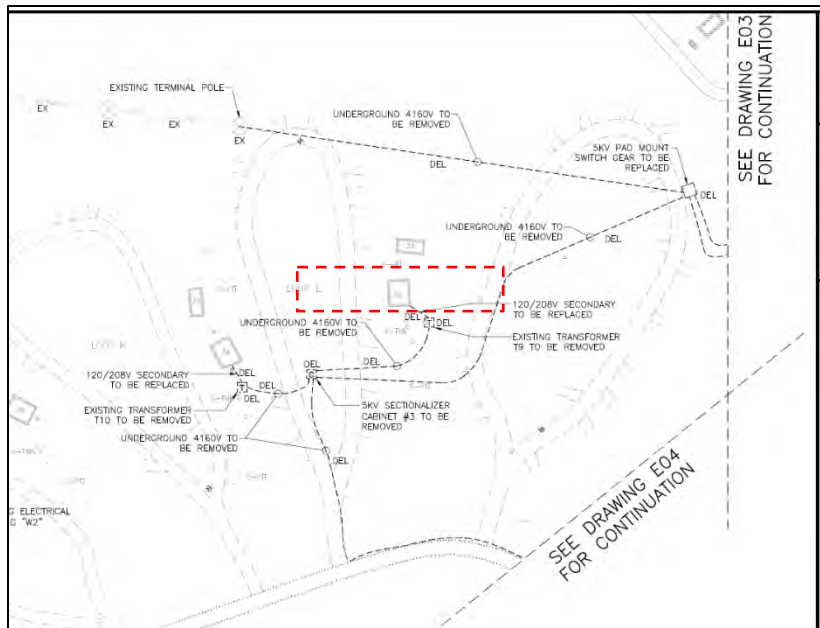 EXISTING TERMINAL POLE
EX
EX
EX
EX
UNDERGROUND 4160V TO
BE REMOVED
DEL
5KV PAD MOUNT
SWITCH GEAR TO BE
REPLACED
DEL
SEE DRAWING E03
FOR CONTINUATION
UNDERGROUND 4160V TO
BE REMOVED
DEL
LOOP L
120/208V SECONDARY
TO BE REPLACED
DEL
DEL
UNDERGROUND 4160V TO
BE REMOVED
EXISTING TRANSFORMER
T9 TO BE REMOVED
DEL
DEL
LOOP K
120/208V SECONDARY
TO BE REPLACED
DEL
DEL
DEL
EXISTING TRANSFORMER
T10 TO BE REMOVED
5KV SECTIONALIZER
CABINET #3 TO BE
REMOVED
UNDERGROUND 4160V TO
BE REMOVED
DEL
G ELECTRICAL
G "W2"
SEE DRAWING E04
FOR CONTINUATION